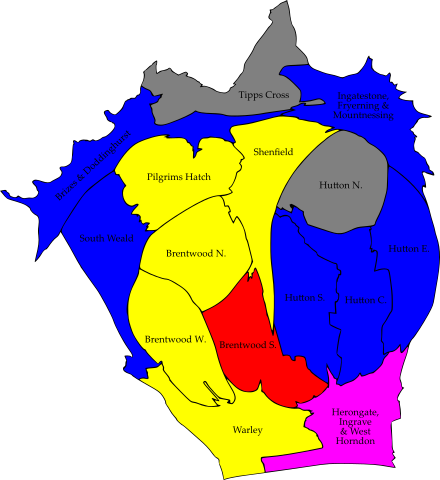 Tipps Cross
Ingatestone,
Fryerning &
Mountnessing
Brizes & Doddinghurst
Shenfield
Pilgrims Hatch
Hutton N.
South Weald
Brentwood N.
Hutton E.
Hutton S.
Hutton C.
Brentwood W.
Brentwood S.
Herongate,
Ingrave
& West
Horndon
Warley